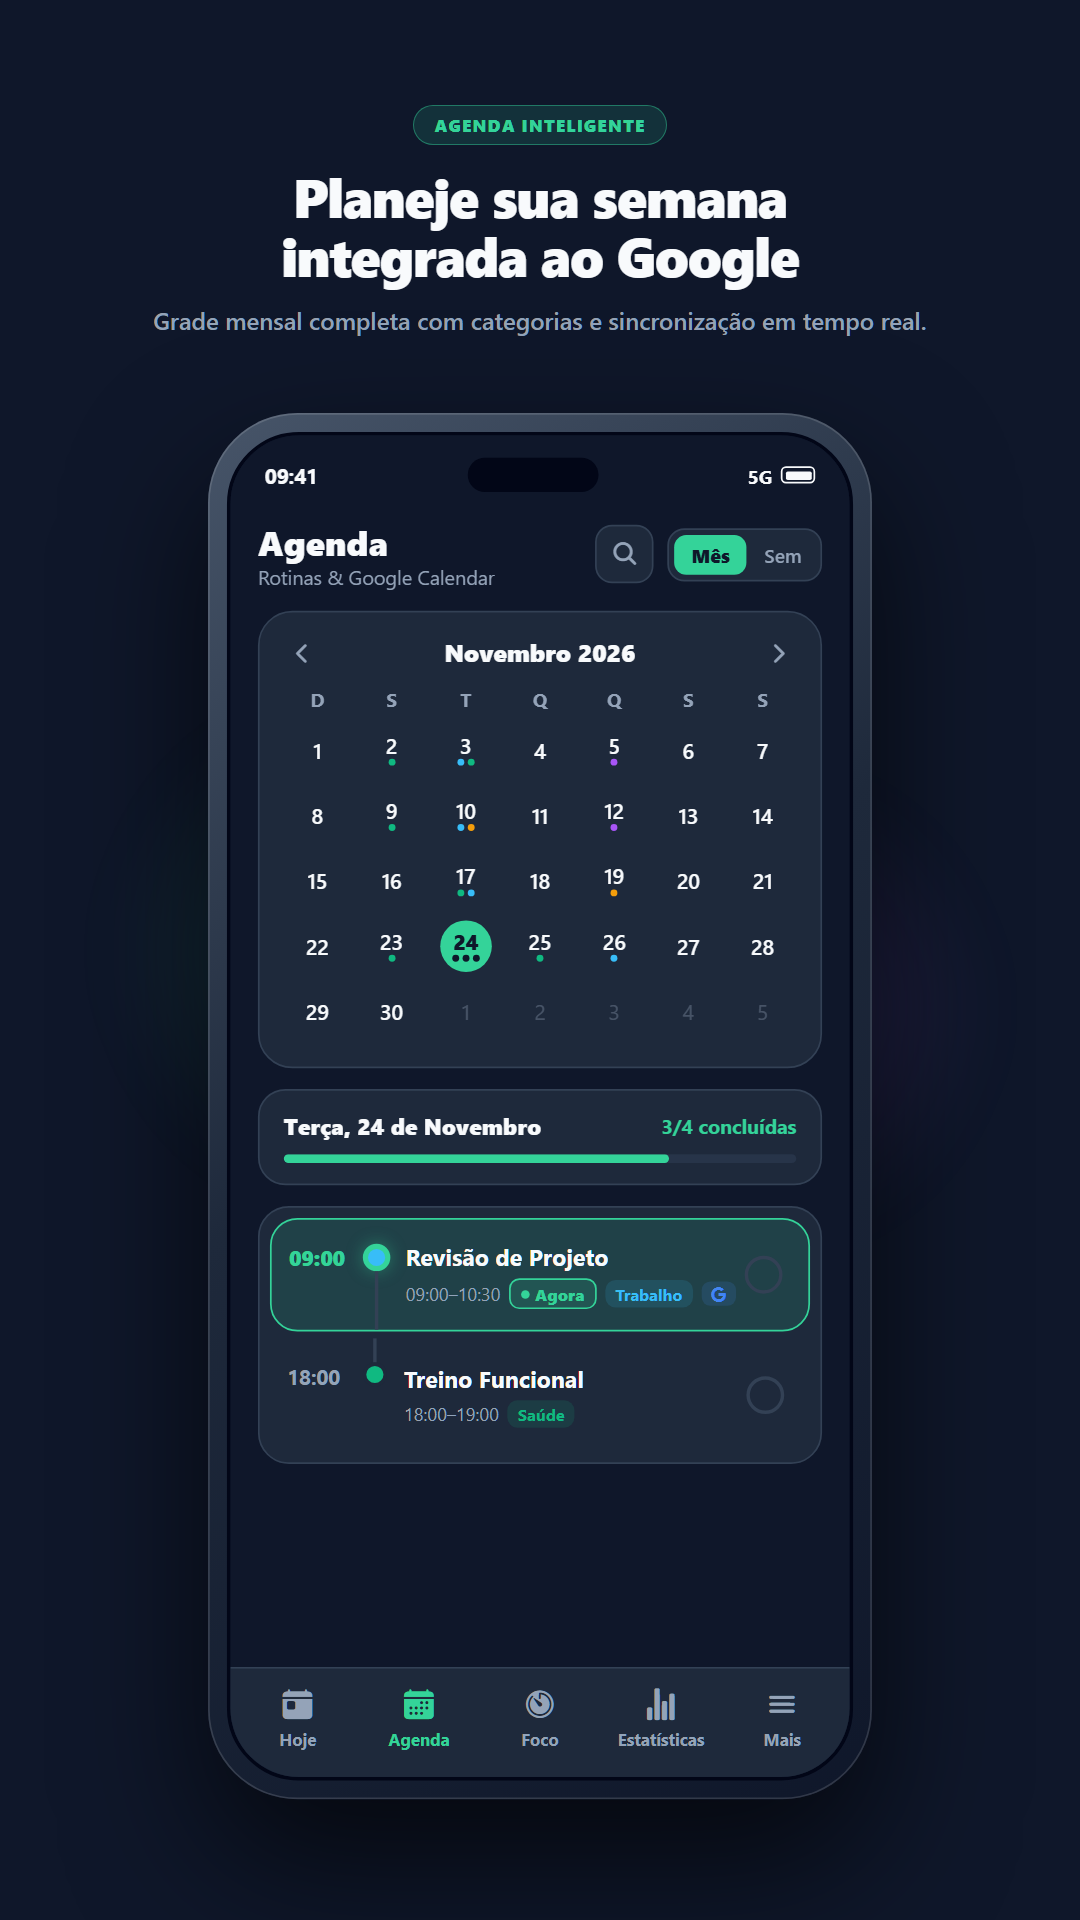 AGENDA INTELIGENTE
Planeje sua semana
integrada ao Google
Grade mensal completa com categorias e sincronização em tempo real.
09:41
5G
Agenda
Rotinas & Google Calendar
Mês Sem
Novembro 2026
D S T Q Q S S
1 2 3 4 5 6 7
8 9 10 11 12 13 14
15 16 17 18 19 20 21
22 23 24 25 26 27 28
29 30 1 2 3 4 5
Terça, 24 de Novembro 3/4 concluídas
09:00 Revisão de Projeto
09:00–10:30 Agora Trabalho G
18:00 Treino Funcional
18:00–19:00 Saúde
Hoje Agenda Foco Estatísticas Mais